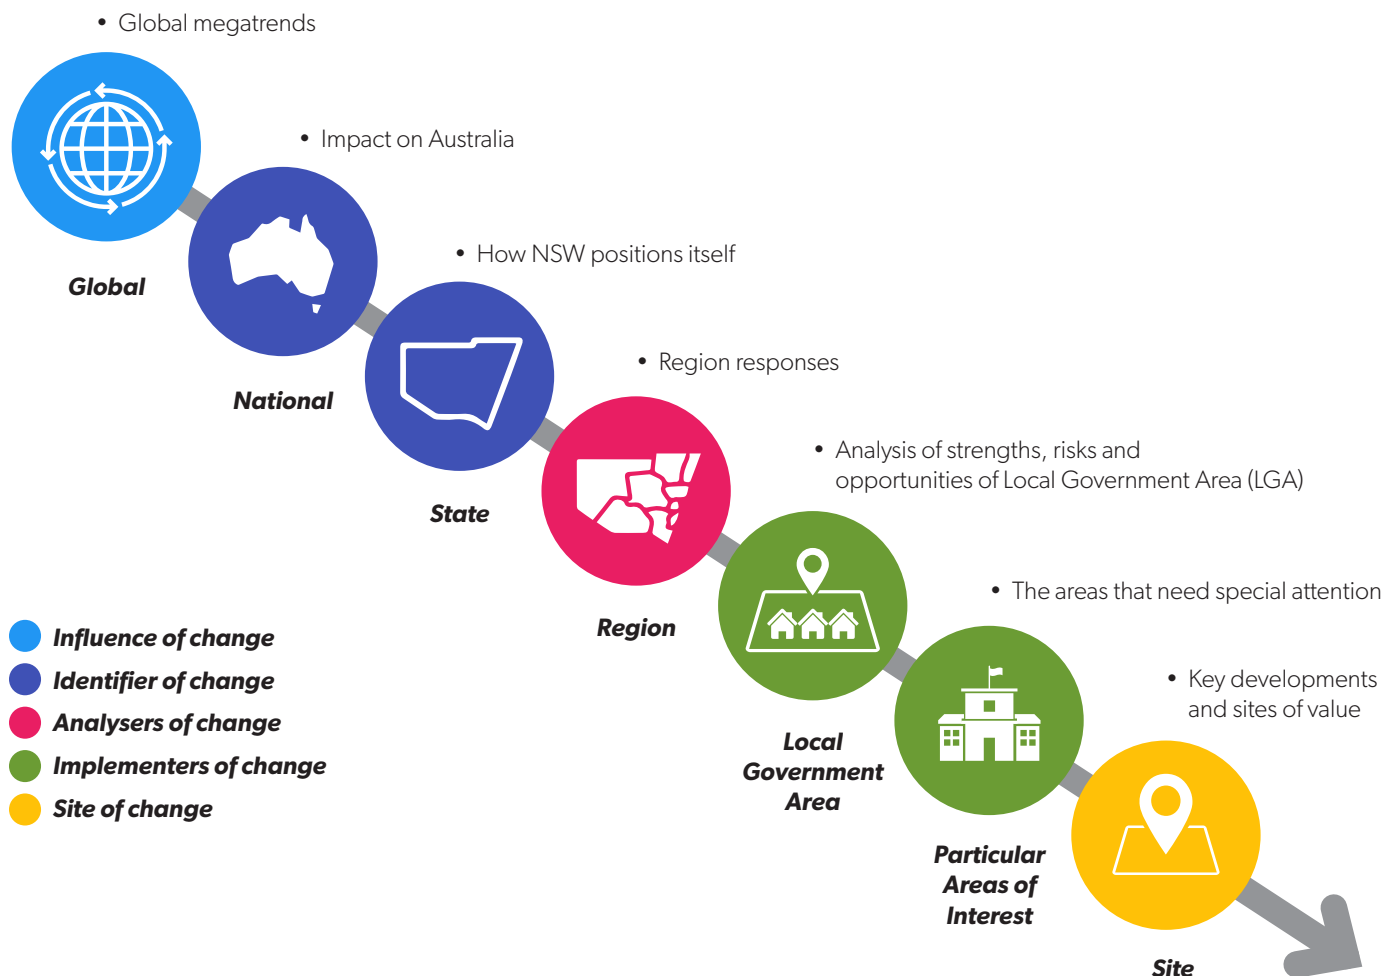 • Global megatrends
Global
• Impact on Australia
National
• How NSW positions itself
State
• Region responses
Region
• Analysis of strengths, risks and
opportunities of Local Government Area (LGA)
Local
Government
Area
• The areas that need special attention
Particular
Areas of
Interest
• Key developments
and sites of value
Site
Influence of change
Identifier of change
Analysers of change
Implementers of change
Site of change